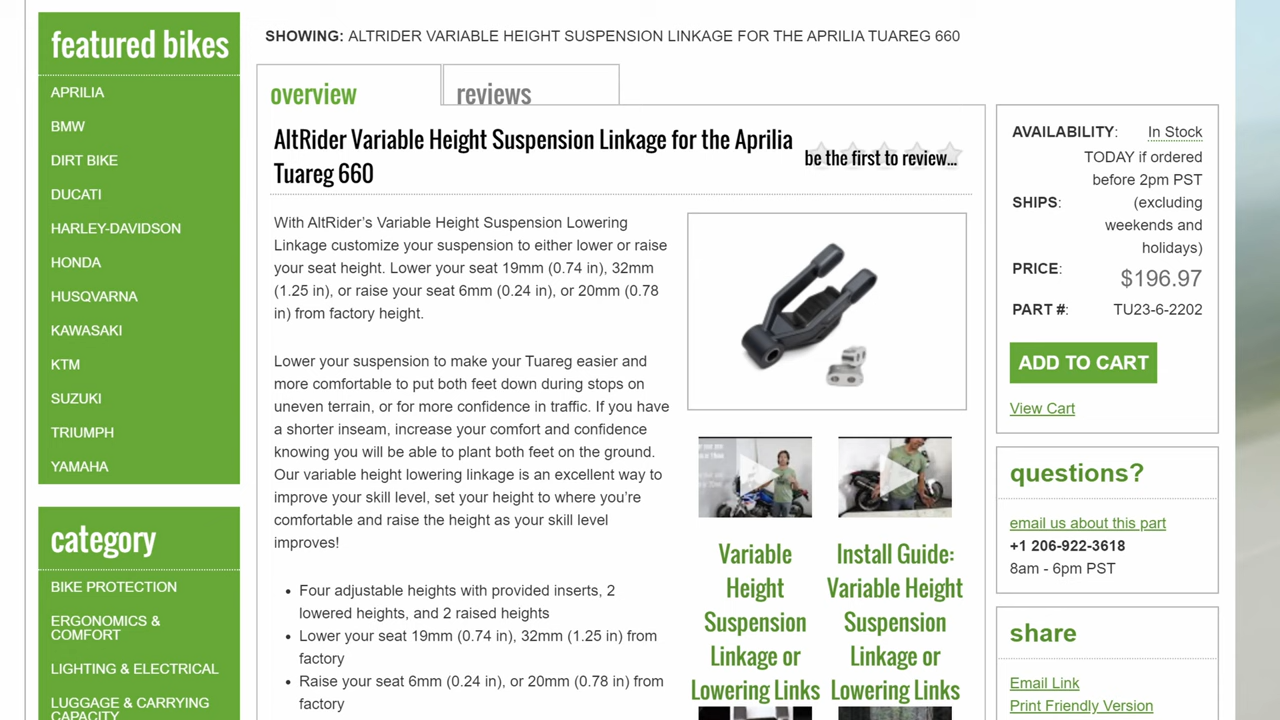 featured bikes
APRILIA
BMW
DIRT BIKE
DUCATI
HARLEY-DAVIDSON
HONDA
HUSQVARNA
KAWASAKI
KTM
SUZUKI
TRIUMPH
YAMAHA
category
BIKE PROTECTION
ERGONOMICS &
COMFORT
LIGHTING & ELECTRICAL
LUGGAGE & CARRYING
CAPACITY
SHOWING: ALTRIDER VARIABLE HEIGHT SUSPENSION LINKAGE FOR THE APRILIA TUAREG 660
overview
reviews
AltRider Variable Height Suspension Linkage for the Aprilia
Tuareg 660
be the first to review...
With AltRider's Variable Height Suspension Lowering
Linkage customize your suspension to either lower or raise
your seat height. Lower your seat 19mm (0.74 in), 32mm
(1.25 in), or raise your seat 6mm (0.24 in), or 20mm (0.78
in) from factory height.
Lower your suspension to make your Tuareg easier and
more comfortable to put both feet down during stops on
uneven terrain, or for more confidence in traffic. If you have
a shorter inseam, increase your comfort and confidence
knowing you will be able to plant both feet on the ground.
Our variable height lowering linkage is an excellent way to
improve your skill level, set your height to where you're
comfortable and raise the height as your skill level
improves!
• Four adjustable heights with provided inserts, 2
lowered heights, and 2 raised heights
• Lower your seat 19mm (0.74 in), 32mm (1.25 in) from
factory
• Raise your seat 6mm (0.24 in), or 20mm (0.78 in) from
factory
Variable
Height
Suspension
Linkage or
Lowering Links
Install Guide:
Variable Height
Suspension
Linkage or
Lowering Links
AVAILABILITY: In Stock
SHIPS: TODAY if ordered
before 2pm PST
(excluding
weekends and
holidays)
PRICE: $196.97
PART #: TU23-6-2202
ADD TO CART
View Cart
questions?
email us about this part
+1 206-922-3618
8am - 6pm PST
share
Email Link
Print Friendly Version